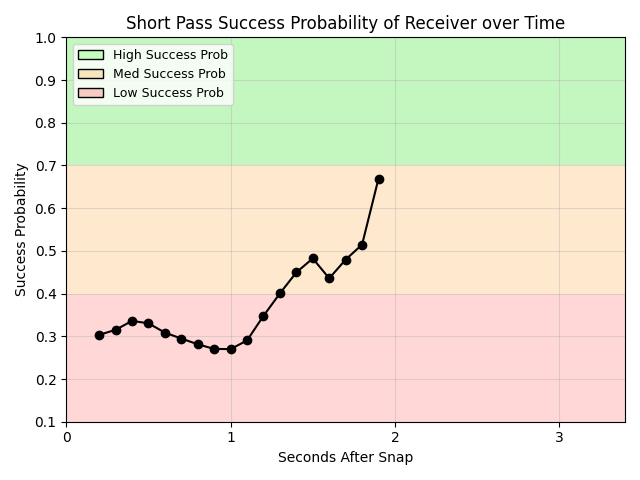 Short Pass Success Probability of Receiver over Time
High Success Prob
Med Success Prob
Low Success Prob
Success Probability
1.0
0.9
0.8
0.7
0.6
0.5
0.4
0.3
0.2
0.1
0 1 2 3
Seconds After Snap